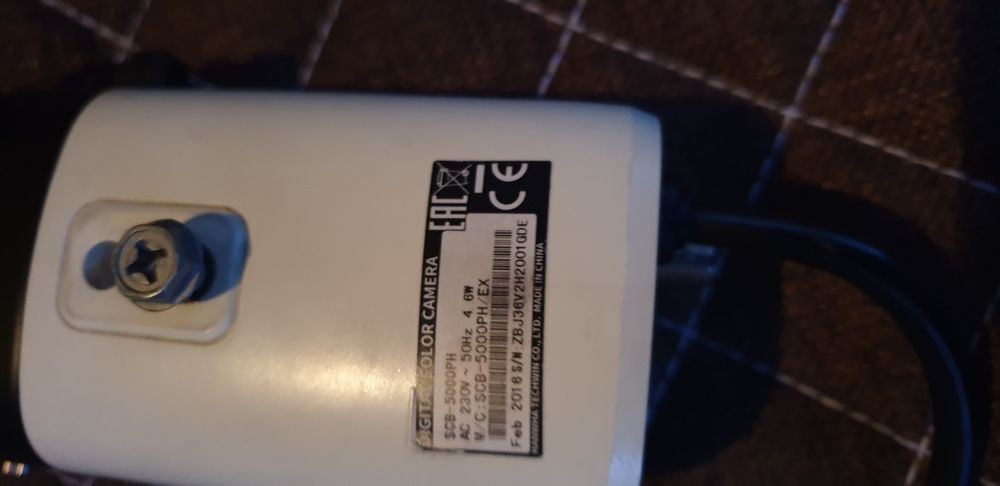 DIGITAL COLOR CAMERA
EAC
SCB-5000PH
AC 230V ~ 50Hz 4.6W
M/C:SCB-5000PH/EX
CE
Feb 2016 S/N:ZBJ36V2H2001GDE
HANWHA TECHWIN CO., LTD. MADE IN CHINA